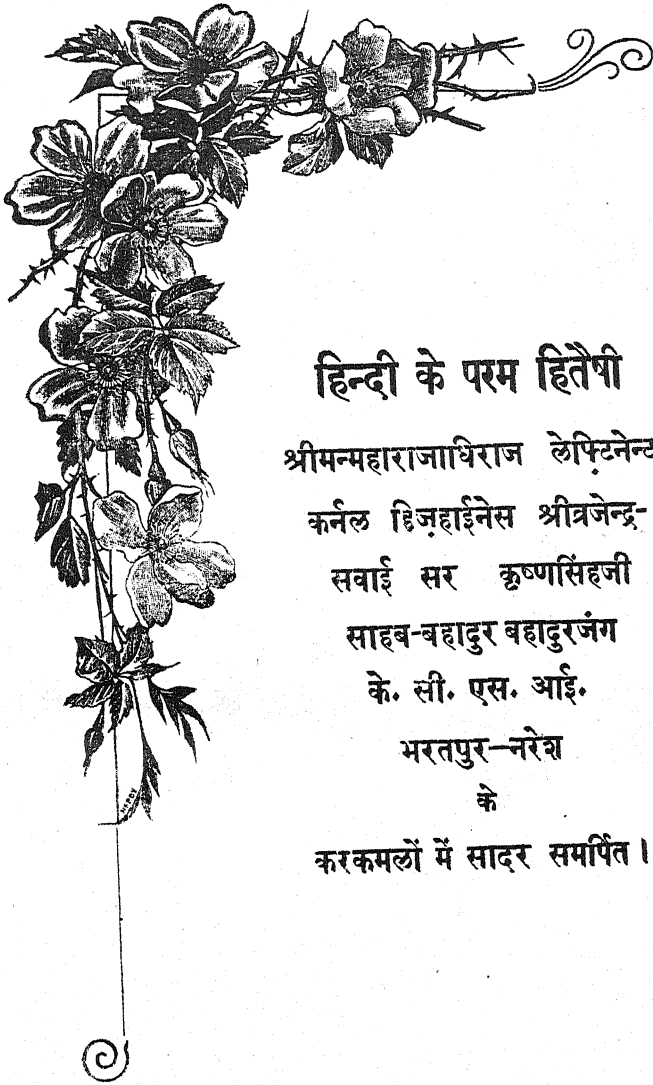 हिन्दी के परम हितैषी
श्रीमन्महाराजाधिराज लेफ़्टिनेन्ट
कर्नल हिज़हाईनेस श्रीव्रजेन्द्र-
सवाई सर कृष्णसिंहजी
साहब-बहादुर बहादुरजंग
के. सी. एस. आई.
भरतपुर-नरेश
के
करकमलों में सादर समर्पित।